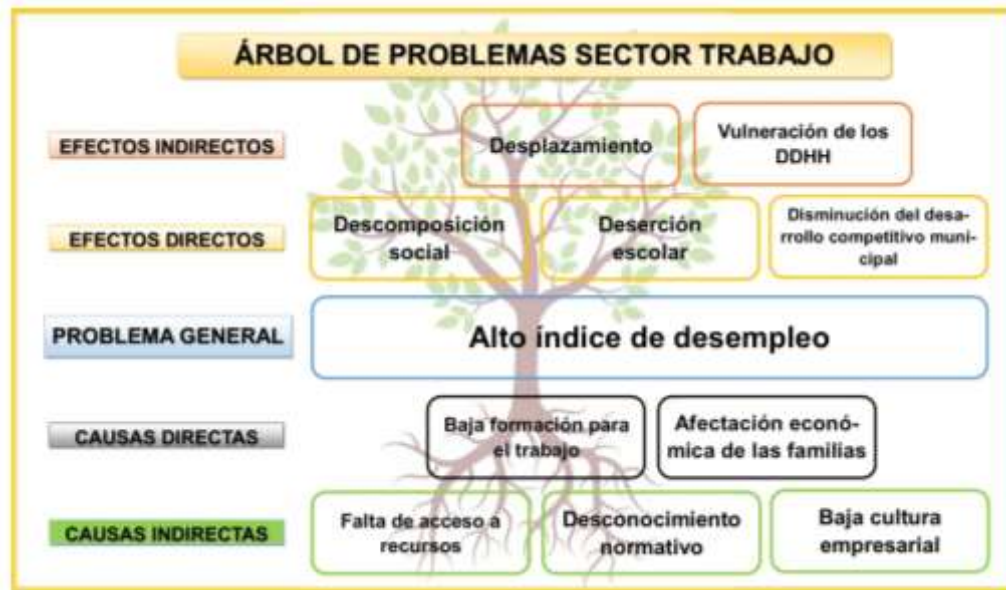 ÁRBOL DE PROBLEMAS SECTOR TRABAJO
EFECTOS INDIRECTOS
Desplazamiento
Vulneración de los
DDHH
EFECTOS DIRECTOS
Descomposición
social
Deserción
escolar
Disminución del desa-
rrollo competitivo muni-
cipal
PROBLEMA GENERAL
Alto índice de desempleo
CAUSAS DIRECTAS
Baja formación para
el trabajo
Afectación econó-
mica de las familias
CAUSAS INDIRECTAS
Falta de acceso a
recursos
Desconocimiento
normativo
Baja cultura
empresarial